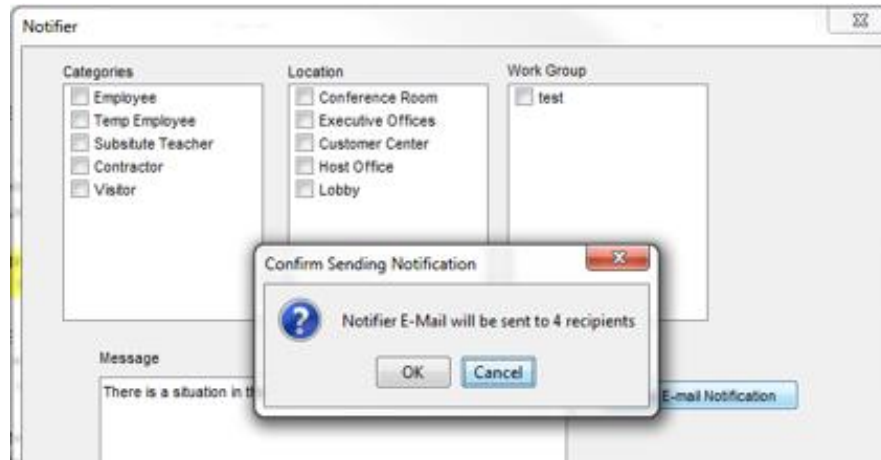 Notifier
Categories
Location
Work Group
Employee
Temp Employee
Subsitute Teacher
Contractor
Visitor
Conference Room
Executive Offices
Customer Center
Host Office
Lobby
test
Confirm Sending Notification
Notifier E-Mail will be sent to 4 recipients
OK
Cancel
Message
There is a situation in
E-mail Notification